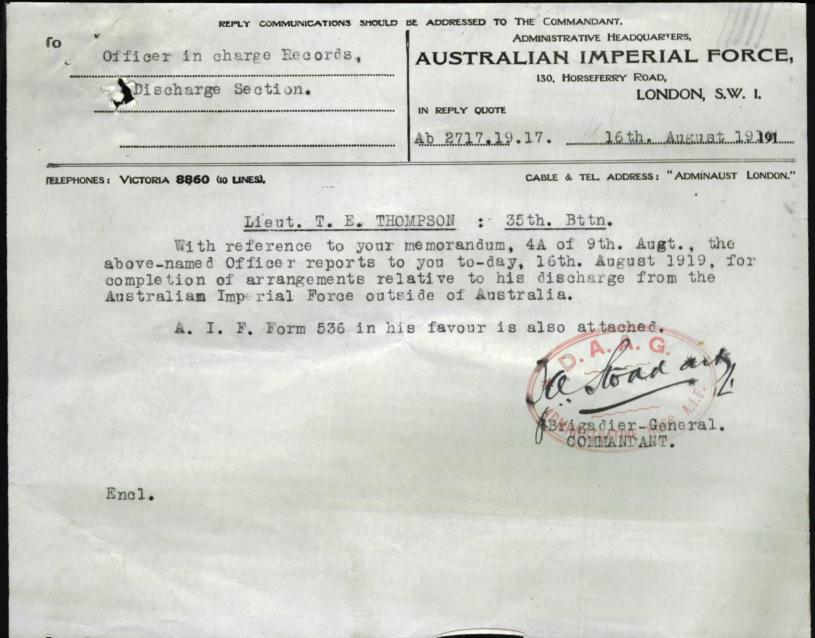 REPLY COMMUNICATIONS SHOULD BE ADDRESSED TO THE COMMANDANT,
ADMINISTRATIVE HEADQUARTERS,
AUSTRALIAN IMPERIAL FORCE,
130, HORSEFERRY ROAD,
LONDON, S.W. 1.
To
Officer in charge Records,
Discharge Section.
IN REPLY QUOTE
Ab 2717.19.17. 16th. August 1919
TELEPHONES: VICTORIA 8860 (10 LINES).
CABLE & TEL. ADDRESS: "ADMINAUST LONDON."
Lieut. T. E. THOMPSON : 35th. Bttn.
With reference to your memorandum, 4A of 9th. Augt., the
above-named Officer reports to you to-day, 16th. August 1919, for
completion of arrangements relative to his discharge from the
Australian Imperial Force outside of Australia.
A. I. F. Form 536 in his favour is also attached.
D.A.A.G.
A.I.F.
Brigadier-General.
COMMANDANT.
Encl.